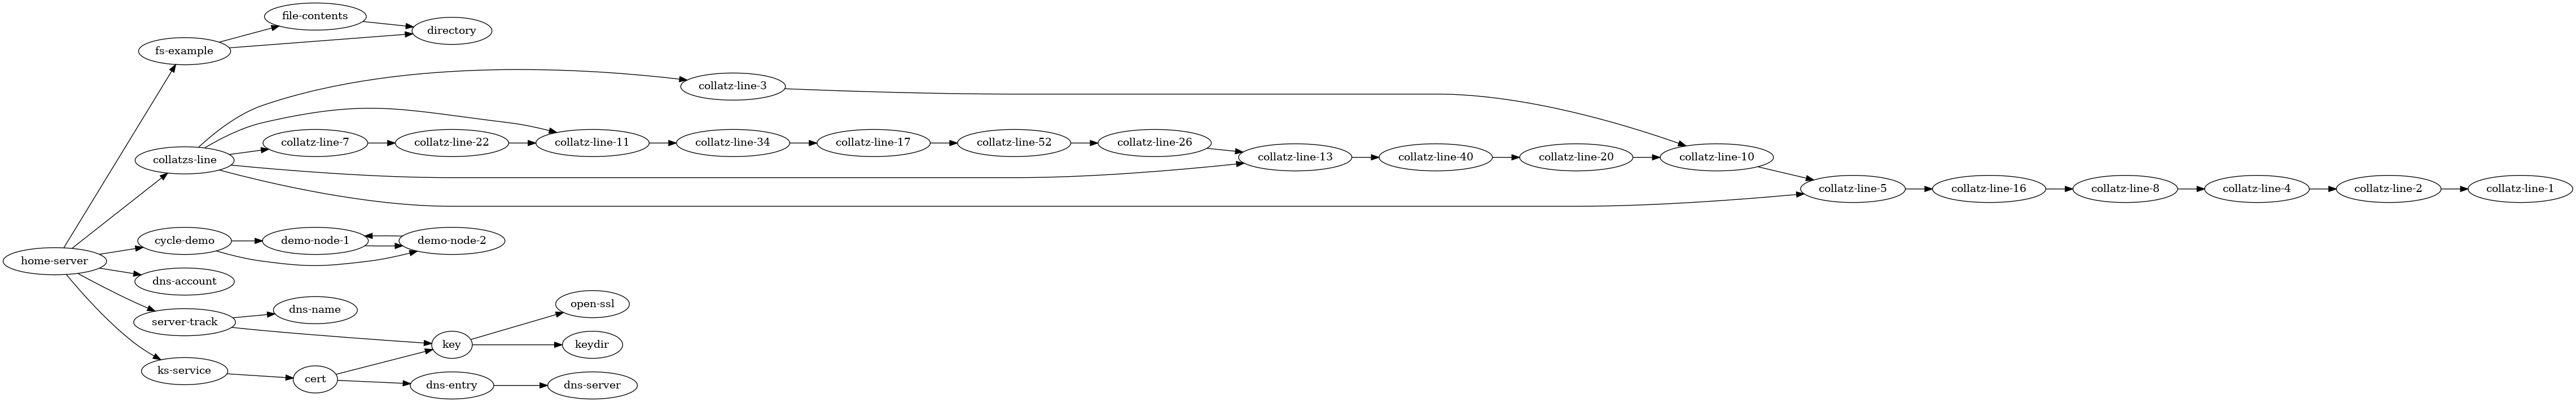 file-contents
directory
fs-example
collatz-line-3
collatzs-line
collatz-line-7
collatz-line-22
collatz-line-11
collatz-line-34
collatz-line-17
collatz-line-52
collatz-line-26
collatz-line-13
collatz-line-40
collatz-line-20
collatz-line-10
collatz-line-5
collatz-line-16
collatz-line-8
collatz-line-4
collatz-line-2
collatz-line-1
cycle-demo
demo-node-1
demo-node-2
home-server
dns-account
server-track
dns-name
open-ssl
key
keydir
ks-service
cert
dns-entry
dns-server